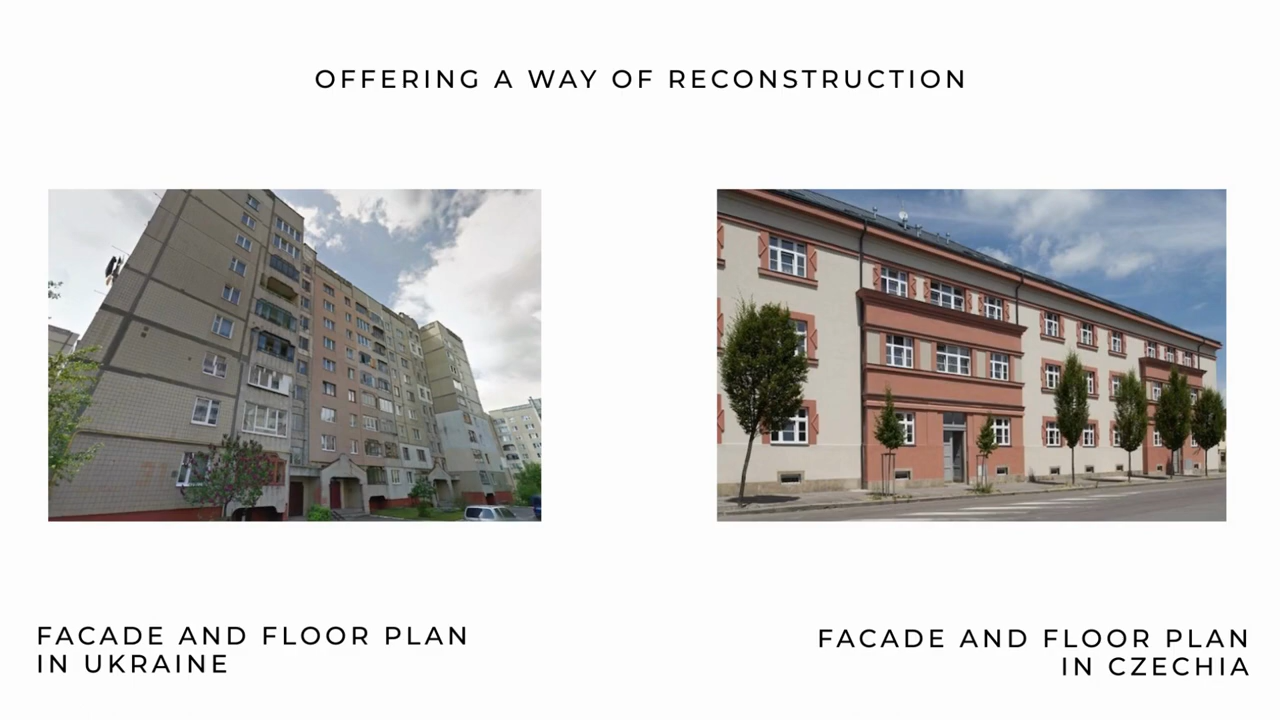 OFFERING A WAY OF RECONSTRUCTION
FACADE AND FLOOR PLAN
IN UKRAINE
FACADE AND FLOOR PLAN
IN CZECHIA